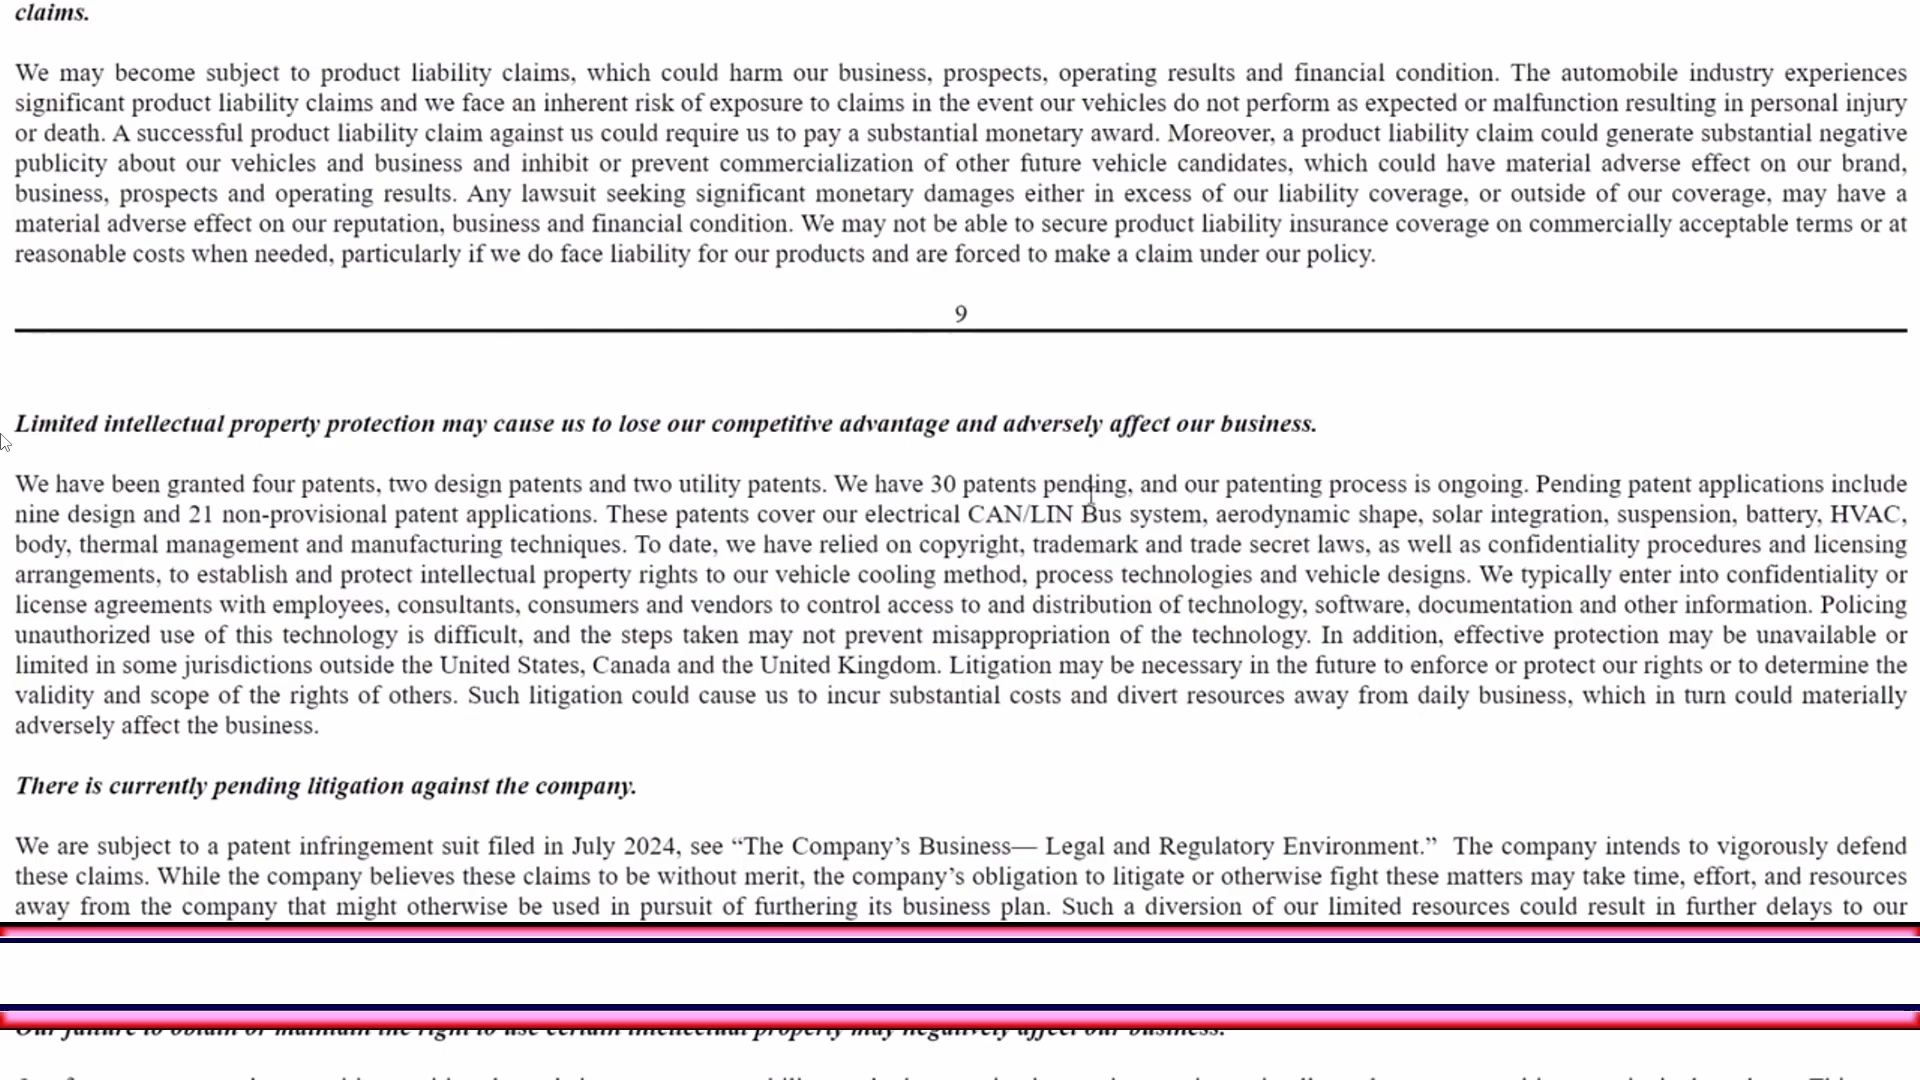 claims.
We may become subject to product liability claims, which could harm our business, prospects, operating results and financial condition. The automobile industry experiences
significant product liability claims and we face an inherent risk of exposure to claims in the event our vehicles do not perform as expected or malfunction resulting in personal injury
or death. A successful product liability claim against us could require us to pay a substantial monetary award. Moreover, a product liability claim could generate substantial negative
publicity about our vehicles and business and inhibit or prevent commercialization of other future vehicle candidates, which could have material adverse effect on our brand,
business, prospects and operating results. Any lawsuit seeking significant monetary damages either in excess of our liability coverage, or outside of our coverage, may have a
material adverse effect on our reputation, business and financial condition. We may not be able to secure product liability insurance coverage on commercially acceptable terms or at
reasonable costs when needed, particularly if we do face liability for our products and are forced to make a claim under our policy.
9
Limited intellectual property protection may cause us to lose our competitive advantage and adversely affect our business.
We have been granted four patents, two design patents and two utility patents. We have 30 patents pending, and our patenting process is ongoing. Pending patent applications include
nine design and 21 non-provisional patent applications. These patents cover our electrical CAN/LIN Bus system, aerodynamic shape, solar integration, suspension, battery, HVAC,
body, thermal management and manufacturing techniques. To date, we have relied on copyright, trademark and trade secret laws, as well as confidentiality procedures and licensing
arrangements, to establish and protect intellectual property rights to our vehicle cooling method, process technologies and vehicle designs. We typically enter into confidentiality or
license agreements with employees, consultants, consumers and vendors to control access to and distribution of technology, software, documentation and other information. Policing
unauthorized use of this technology is difficult, and the steps taken may not prevent misappropriation of the technology. In addition, effective protection may be unavailable or
limited in some jurisdictions outside the United States, Canada and the United Kingdom. Litigation may be necessary in the future to enforce or protect our rights or to determine the
validity and scope of the rights of others. Such litigation could cause us to incur substantial costs and divert resources away from daily business, which in turn could materially
adversely affect the business.
There is currently pending litigation against the company.
We are subject to a patent infringement suit filed in July 2024, see “The Company’s Business— Legal and Regulatory Environment.” The company intends to vigorously defend
these claims. While the company believes these claims to be without merit, the company’s obligation to litigate or otherwise fight these matters may take time, effort, and resources
away from the company that might otherwise be used in pursuit of furthering its business plan. Such a diversion of our limited resources could result in further delays to our
Our failure to obtain or maintain the right to use certain intellectual property may negatively affect our business.